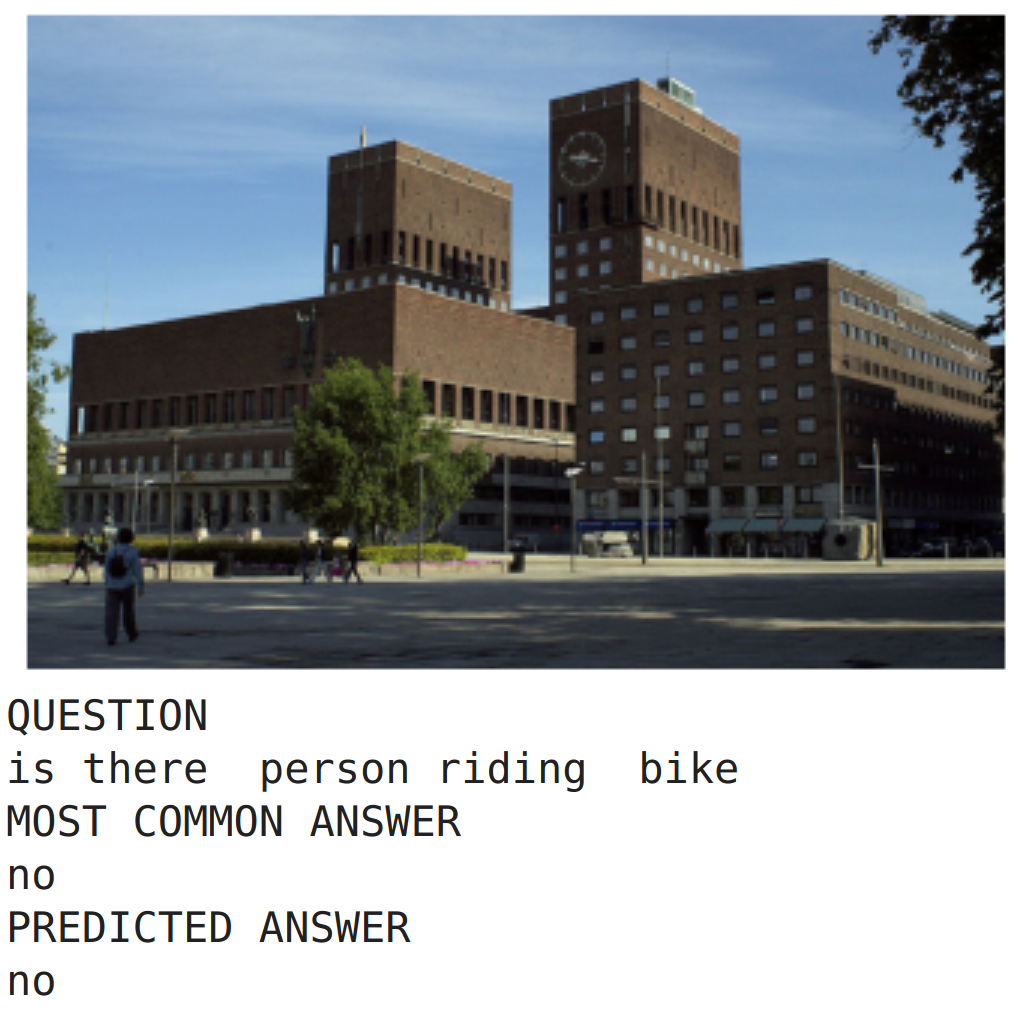 QUESTION
is there  person riding  bike
MOST COMMON ANSWER
no
PREDICTED ANSWER
no